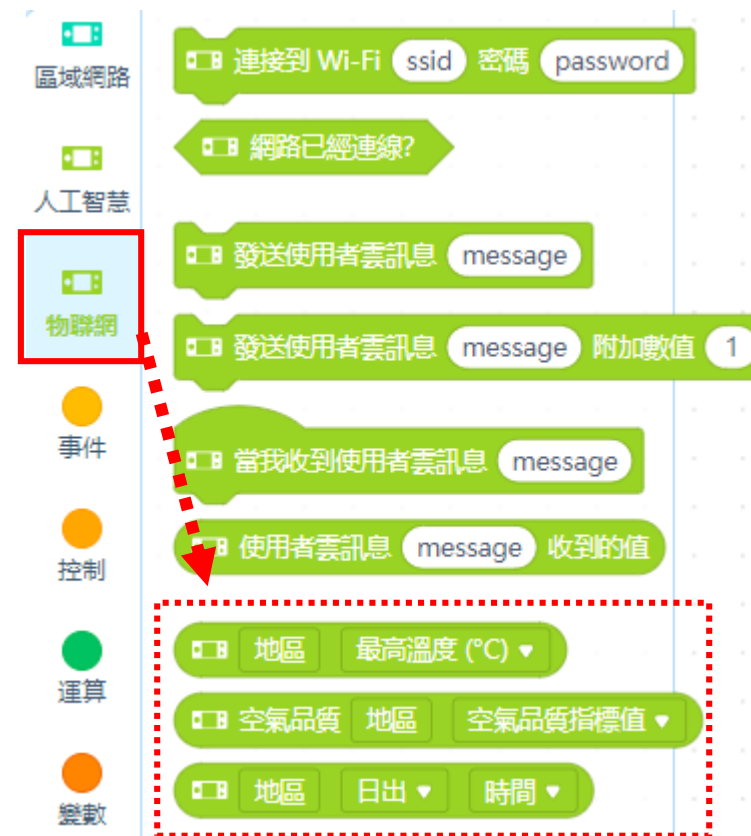 區域網路
人工智慧
物聯網
事件
控制
運算
變數
連接到 Wi-Fi ssid 密碼 password
網路已經連線?
發送使用者雲訊息 message
發送使用者雲訊息 message 附加數值 1
當我收到使用者雲訊息 message
使用者雲訊息 message 收到的值
地區 最高溫度 (°C)
空氣品質 地區 空氣品質指標值
地區 日出 時間